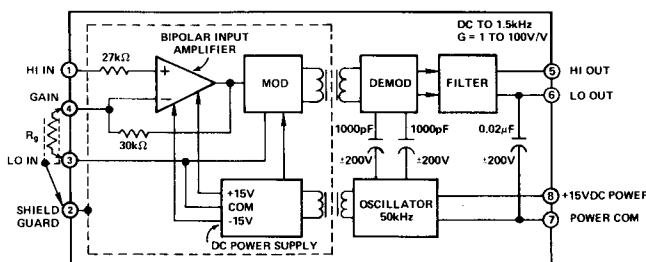 DC TO 1.5kHz
G = 1 TO 100V/V
BIPOLAR INPUT
AMPLIFIER
27kΩ
HI IN
1
+
−
MOD
DEMOD
FILTER
5
HI OUT
GAIN
4
6
LO OUT
30kΩ
Rg
1000pF
1000pF
0.02µF
LO IN
3
±200V
±200V
±200V
+15V
COM
-15V
OSCILLATOR
50kHz
8
+15VDC POWER
2
7
POWER COM
SHIELD
GUARD
DC POWER SUPPLY